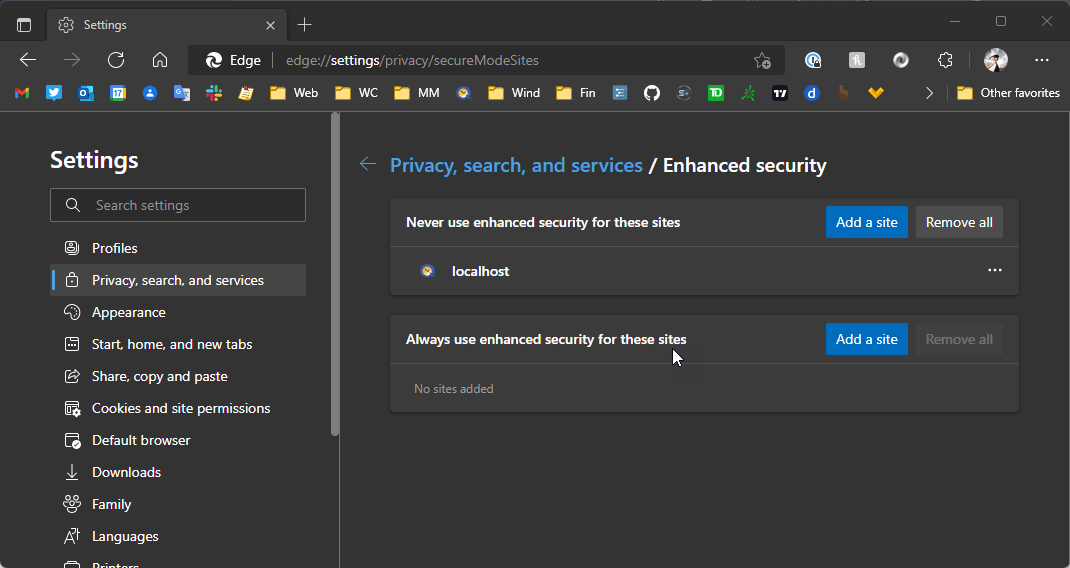 Settings
Edge
edge://settings/privacy/secureModeSites
17
Web
WC
MM
Wind
Fin
TD
Other favorites
Settings
Search settings
Profiles
Privacy, search, and services
Appearance
Start, home, and new tabs
Share, copy and paste
Cookies and site permissions
Default browser
Downloads
Family
Languages
Printers
Privacy, search, and services / Enhanced security
Never use enhanced security for these sites
Add a site
Remove all
localhost
Always use enhanced security for these sites
Add a site
Remove all
No sites added